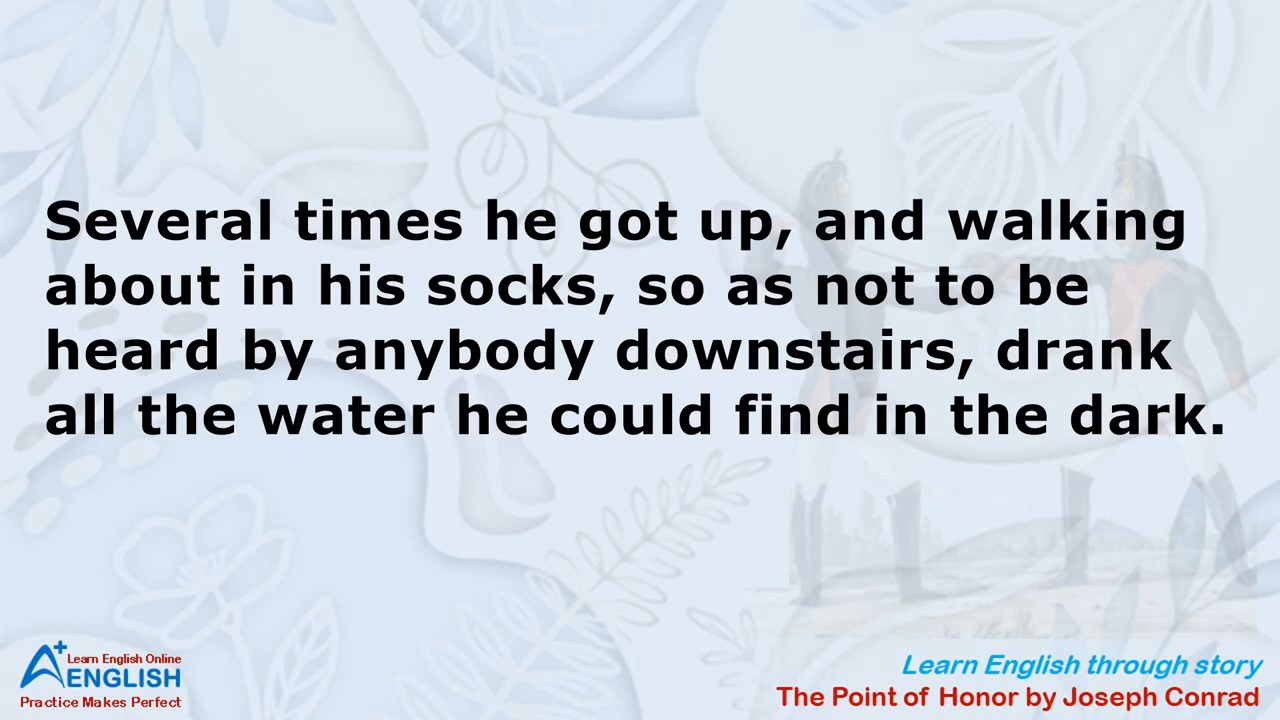 Several times he got up, and walking
about in his socks, so as not to be
heard by anybody downstairs, drank
all the water he could find in the dark.
A+ Learn English Online
ENGLISH
Practice Makes Perfect
Learn English through story
The Point of Honor by Joseph Conrad